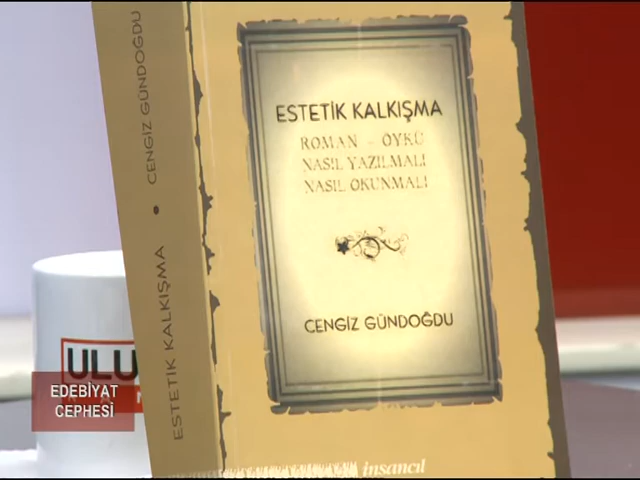 ESTETİK KALKIŞMA • CENGİZ GÜNDOĞDU
ESTETİK KALKIŞMA
ROMAN - ÖYKÜ
NASIL YAZILMALI
NASIL OKUNMALI
CENGİZ GÜNDOĞDU
insancıl
ULU
EDEBİYAT
CEPHESİ